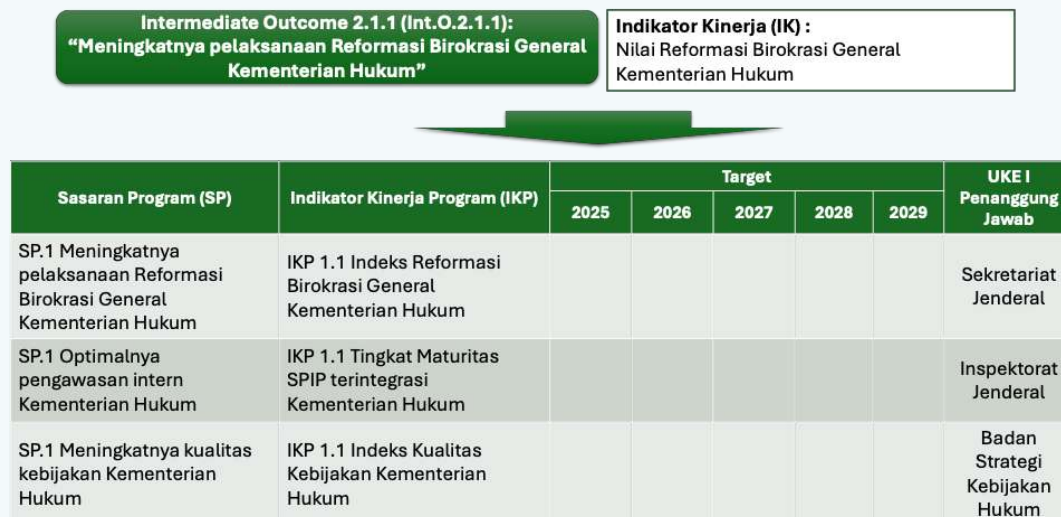 Intermediate Outcome 2.1.1 (Int.O.2.1.1):
“Meningkatnya pelaksanaan Reformasi Birokrasi General
Kementerian Hukum”
Indikator Kinerja (IK) :
Nilai Reformasi Birokrasi General
Kementerian Hukum
Sasaran Program (SP)
Indikator Kinerja Program (IKP)
Target
2025
2026
2027
2028
2029
UKE I
Penanggung
Jawab
SP.1 Meningkatnya
pelaksanaan Reformasi
Birokrasi General
Kementerian Hukum
IKP 1.1 Indeks Reformasi
Birokrasi General
Kementerian Hukum
Sekretariat
Jenderal
SP.1 Optimalnya
pengawasan intern
Kementerian Hukum
IKP 1.1 Tingkat Maturitas
SPIP terintegrasi
Kementerian Hukum
Inspektorat
Jenderal
SP.1 Meningkatnya kualitas
kebijakan Kementerian
Hukum
IKP 1.1 Indeks Kualitas
Kebijakan Kementerian
Hukum
Badan
Strategi
Kebijakan
Hukum